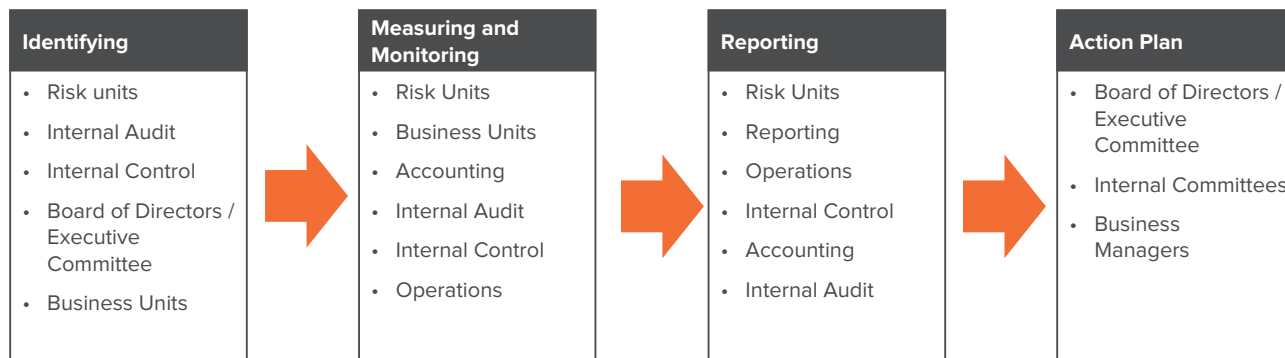 Identifying
• Risk units
• Internal Audit
• Internal Control
• Board of Directors /
Executive
Committee
• Business Units
Measuring and
Monitoring
• Risk Units
• Business Units
• Accounting
• Internal Audit
• Internal Control
• Operations
Reporting
• Risk Units
• Reporting
• Operations
• Internal Control
• Accounting
• Internal Audit
Action Plan
• Board of Directors /
Executive
Committee
• Internal Committees
• Business
Managers